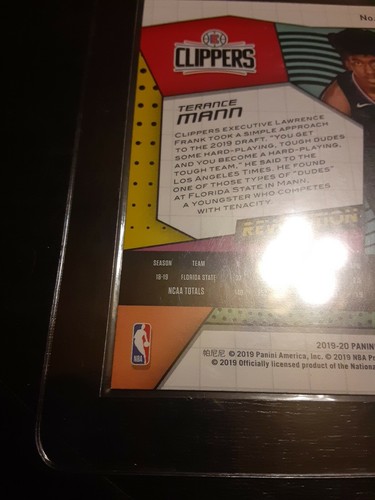 No.
CLIPPERS
TERANCE
MANN
CLIPPERS EXECUTIVE LAWRENCE
FRANK TOOK A SIMPLE APPROACH
TO THE 2019 DRAFT. "YOU GET
SOME HARD-PLAYING, TOUGH DUDES
AND YOU BECOME A HARD-PLAYING,
TOUGH TEAM," HE SAID TO THE
LOS ANGELES TIMES. HE FOUND
ONE OF THOSE TYPES OF "DUDES"
AT FLORIDA STATE IN MANN,
A YOUNGSTER WHO COMPETES
WITH TENACITY.
REVOLUTION
SEASON TEAM
18-19 FLORIDA STATE
NCAA TOTALS
NBA
2019-20 PANINI
帕尼尼 © 2019 Panini America, Inc. © 2019 NBA
© 2019 Officially licensed product of the National